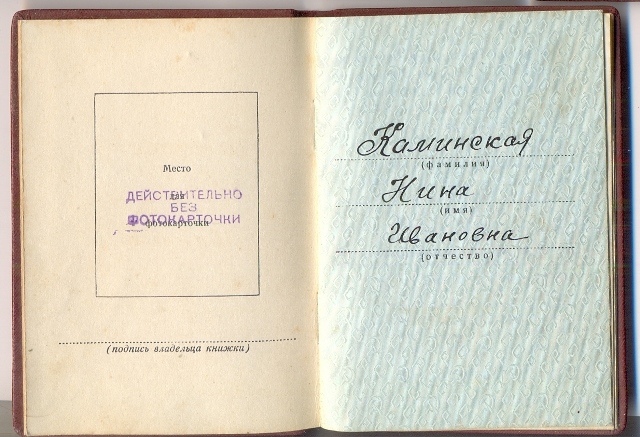 Место
для
фотокарточки
ДЕЙСТВИТЕЛЬНО
БЕЗ
ФОТОКАРТОЧКИ
(подпись владельца книжки)
Каминская
(фамилия)
Нина
(имя)
Ивановна
(отчество)